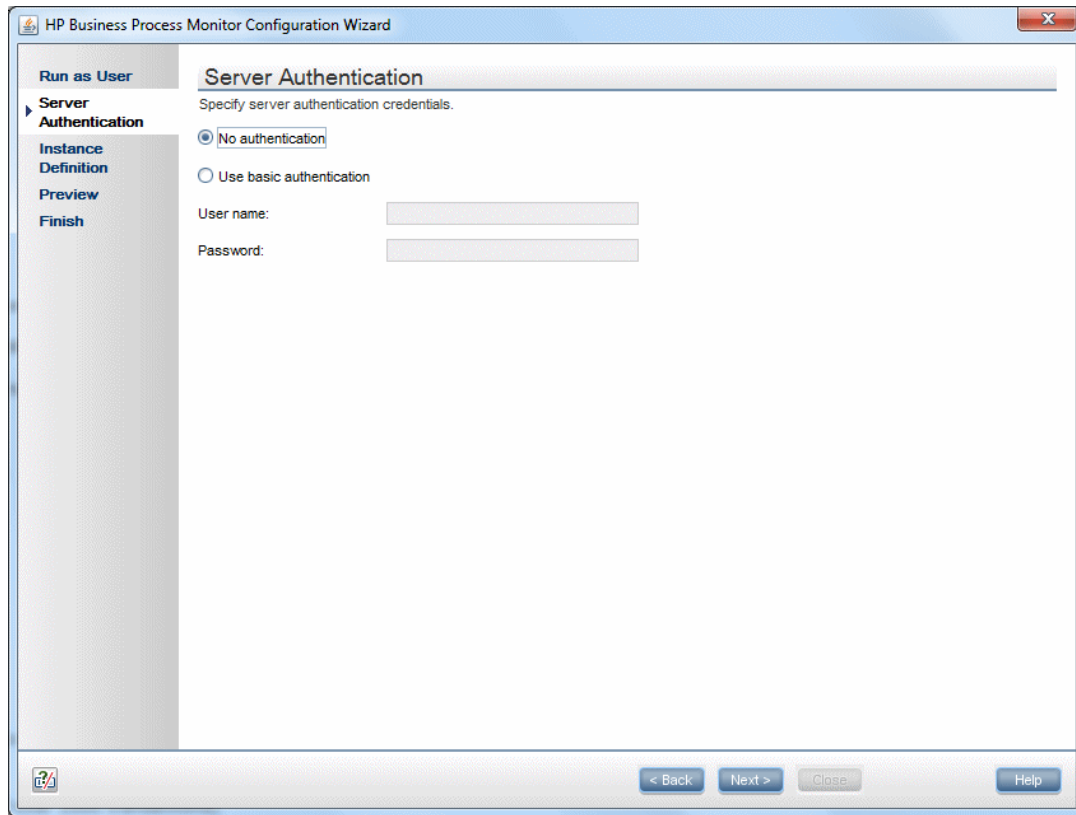 HP Business Process Monitor Configuration Wizard
Run as User
Server
Authentication
Instance
Definition
Preview
Finish
Server Authentication
Specify server authentication credentials.
No authentication
Use basic authentication
User name:
Password:
< Back
Next >
Close
Help